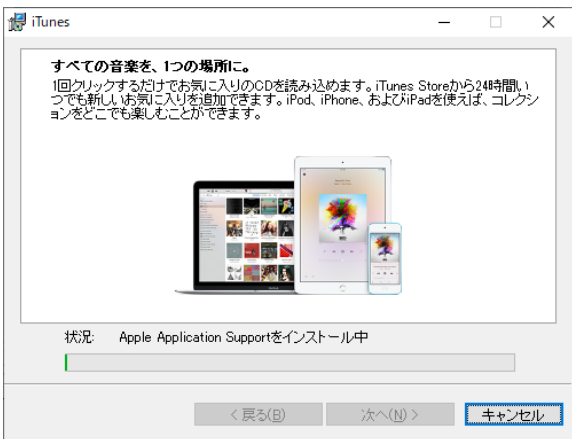 iTunes
すべての音楽を、1つの場所に。
1回クリックするだけでお気に入りのCDを読み込めます。iTunes Storeから24時間い
つでも新しいお気に入りを追加できます。iPod、iPhone、およびiPadを使えば、コレクシ
ョンをどこでも楽しむことができます。
状況: Apple Application Supportをインストール中
< 戻る(B) 次へ(N) > キャンセル